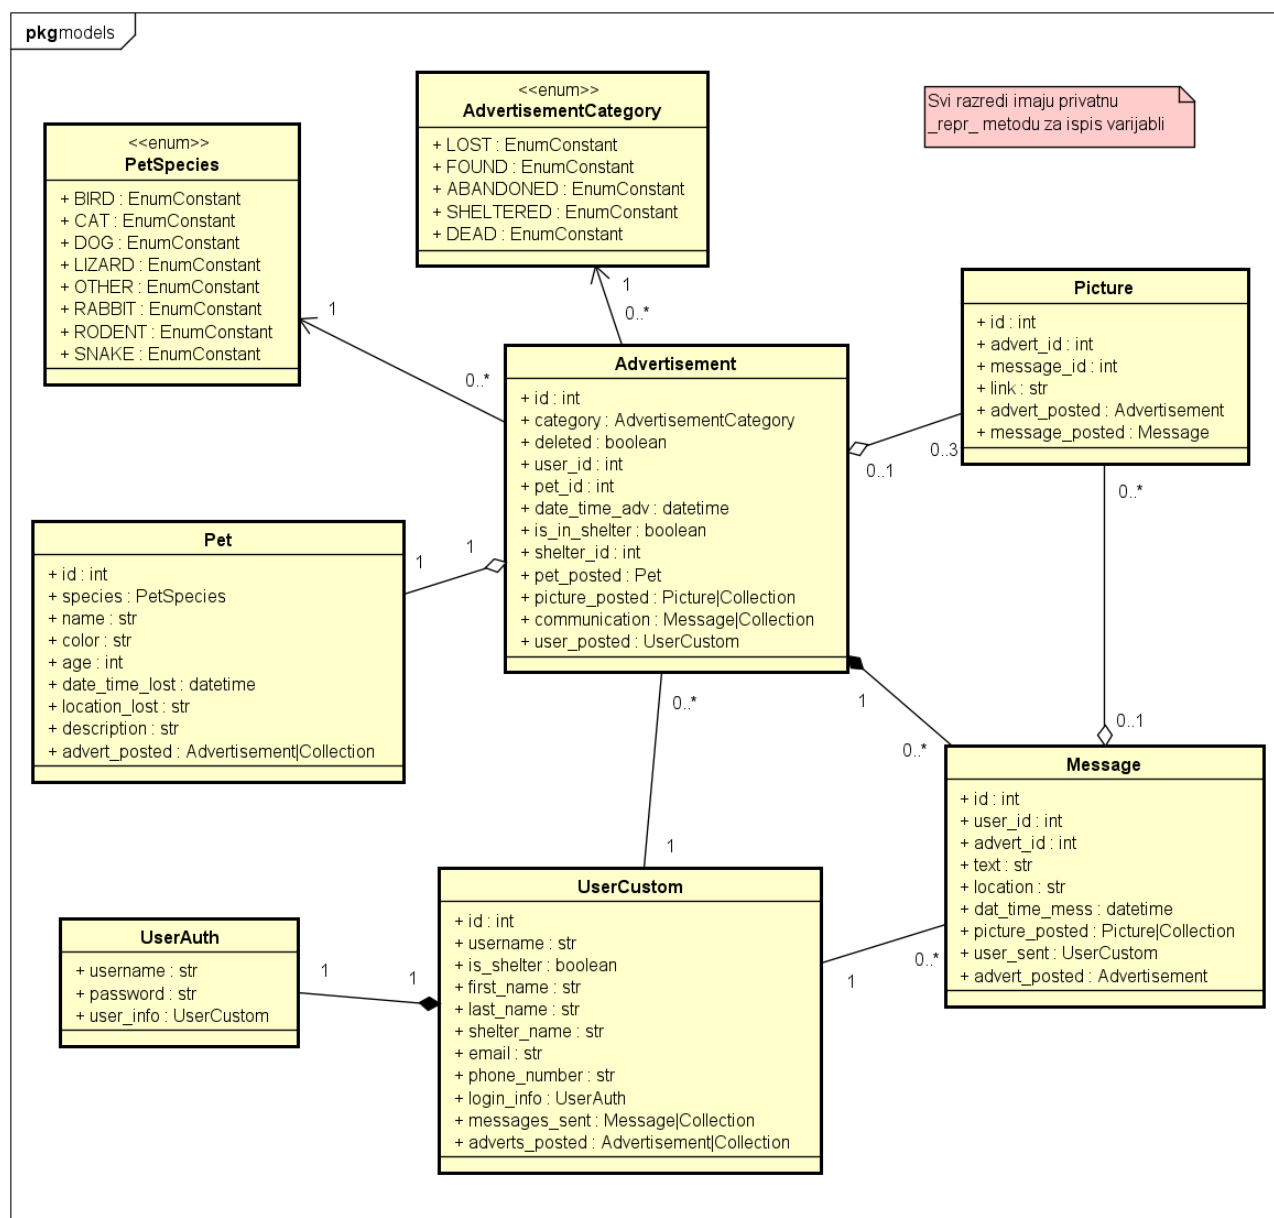 pkgmodels
<<enum>>
AdvertisementCategory
+ LOST : EnumConstant
+ FOUND : EnumConstant
+ ABANDONED : EnumConstant
+ SHELTERED : EnumConstant
+ DEAD : EnumConstant
Svi razredi imaju privatnu
_repr_ metodu za ispis varijabli
<<enum>>
PetSpecies
+ BIRD : EnumConstant
+ CAT : EnumConstant
+ DOG : EnumConstant
+ LIZARD : EnumConstant
+ OTHER : EnumConstant
+ RABBIT : EnumConstant
+ RODENT : EnumConstant
+ SNAKE : EnumConstant
1
0..*
1
0..*
Picture
+ id : int
+ advert_id : int
+ message_id : int
+ link : str
+ advert_posted : Advertisement
+ message_posted : Message
Advertisement
+ id : int
+ category : AdvertisementCategory
+ deleted : boolean
+ user_id : int
+ pet_id : int
+ date_time_adv : datetime
+ is_in_shelter : boolean
+ shelter_id : int
+ pet_posted : Pet
+ picture_posted : Picture|Collection
+ communication : Message|Collection
+ user_posted : UserCustom
0..1
0..3
0..*
Pet
+ id : int
+ species : PetSpecies
+ name : str
+ color : str
+ age : int
+ date_time_lost : datetime
+ location_lost : str
+ description : str
+ advert_posted : Advertisement|Collection
1
1
0..*
1
1
0..*
0..1
Message
+ id : int
+ user_id : int
+ advert_id : int
+ text : str
+ location : str
+ dat_time_mess : datetime
+ picture_posted : Picture|Collection
+ user_sent : UserCustom
+ advert_posted : Advertisement
UserCustom
+ id : int
+ username : str
+ is_shelter : boolean
+ first_name : str
+ last_name : str
+ shelter_name : str
+ email : str
+ phone_number : str
+ login_info : UserAuth
+ messages_sent : Message|Collection
+ adverts_posted : Advertisement|Collection
1
0..*
UserAuth
+ username : str
+ password : str
+ user_info : UserCustom
1
1